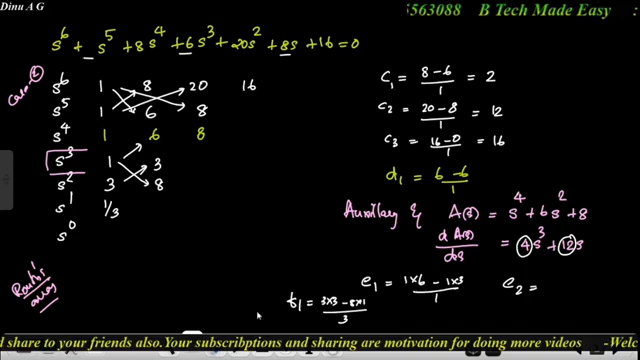 Dinu A G
563088 B Tech Made Easy
s⁶ + s⁵ + 8s⁴ + 6s³ + 20s² + 8s + 16 = 0
Case 2
s⁶ 1 8 20 16
s⁵ 1 6 8
s⁴ 1 6 8
s³ 1 3
s² 3 8
s¹ 1/3
s⁰
Routh's array
c₁ = (8-6)/1 = 2
c₂ = (20-8)/1 = 12
c₃ = (16-0)/1 = 16
d₁ = (6-6)/1
Auxiliary eq A(s) = s⁴ + 6s² + 8
dA(s)/ds = 4s³ + 12s
e₁ = (1×6 - 1×3)/1 e₂ =
f₁ = (3×3 - 8×1)/3
d share to your friends also.Your subscribptions and sharing are motivation for doing more videos -Welc